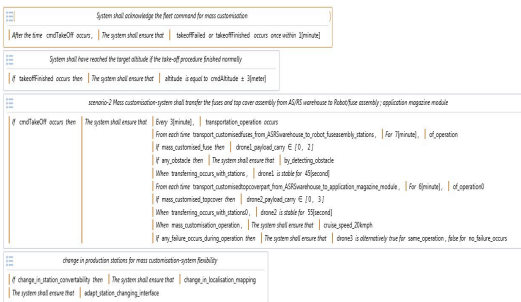 System shall acknowledge the fleet command for mass customisation
After the time cmdTakeOff occurs, The system shall ensure that takeoffFailed or takeoffFinished occurs once within 1[minute]
System shall have reached the target altitude if the take-off procedure finished normally
If takeoffFinished occurs then The system shall ensure that altitude is equal to cmdAltitude ± 3[meter]
scenario-2 Mass customisation-system shall transfer the fuses and top cover assembly from AS/RS warehouse to Robot/fuse assembly ; application magazine module
If cmdTakeOff occurs then The system shall ensure that Every 3[minute] , transportation_operation occurs
From each time transport_customisedfuses_from_ASRSwarehouse_to_robot_fuseassembly_stations , For 7[minute] , of_operation
If mass_customised_fuse then drone1_payload_carry ∈ [0 , 2]
If any_obstacle then The system shall ensure that by_detecting_obstacle
When transferring_occurs_with_stations , drone1 is stable for 45[second]
From each time transport_customisedtopcoverpart_from_ASRSwarehouse_to_application_magazine_module , For 6[minute] , of_operation0
If mass_customised_topcover then drone2_payload_carry ∈ [0 , 3]
When transferring_occurs_with_stations0 , drone2 is stable for 55[second]
When mass_customisation_operation , The system shall ensure that cruise_speed_20kmph
If any_failure_occurs_during_operation then The system shall ensure that drone3 is alternatively true for same_operation , false for no_failure_occurs
change in production stations for mass customisation-system flexibility
If change_in_station_convertability then The system shall ensure that change_in_localisation_mapping
The system shall ensure that adapt_station_changing_interface